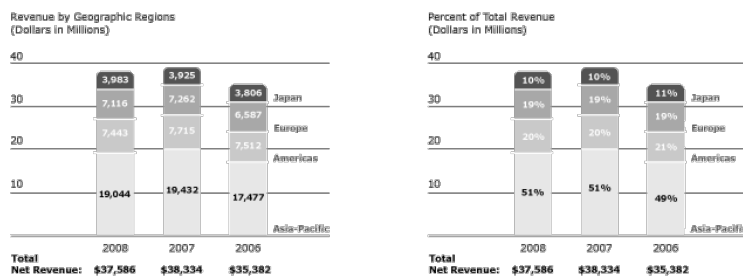 Revenue by Geographic Regions
(Dollars in Millions)
40
30
20
10
3,983
7,116
7,443
19,044
3,925
7,262
7,715
19,432
3,806
6,587
7,512
17,477
Japan
Europe
Americas
Asia-Pacific
2008 2007 2006
Total
Net Revenue: $37,586 $38,334 $35,382
Percent of Total Revenue
(Dollars in Millions)
40
30
20
10
10%
19%
20%
51%
10%
19%
20%
51%
11%
19%
21%
49%
Japan
Europe
Americas
Asia-Pacific
2008 2007 2006
Total
Net Revenue: $37,586 $38,334 $35,382